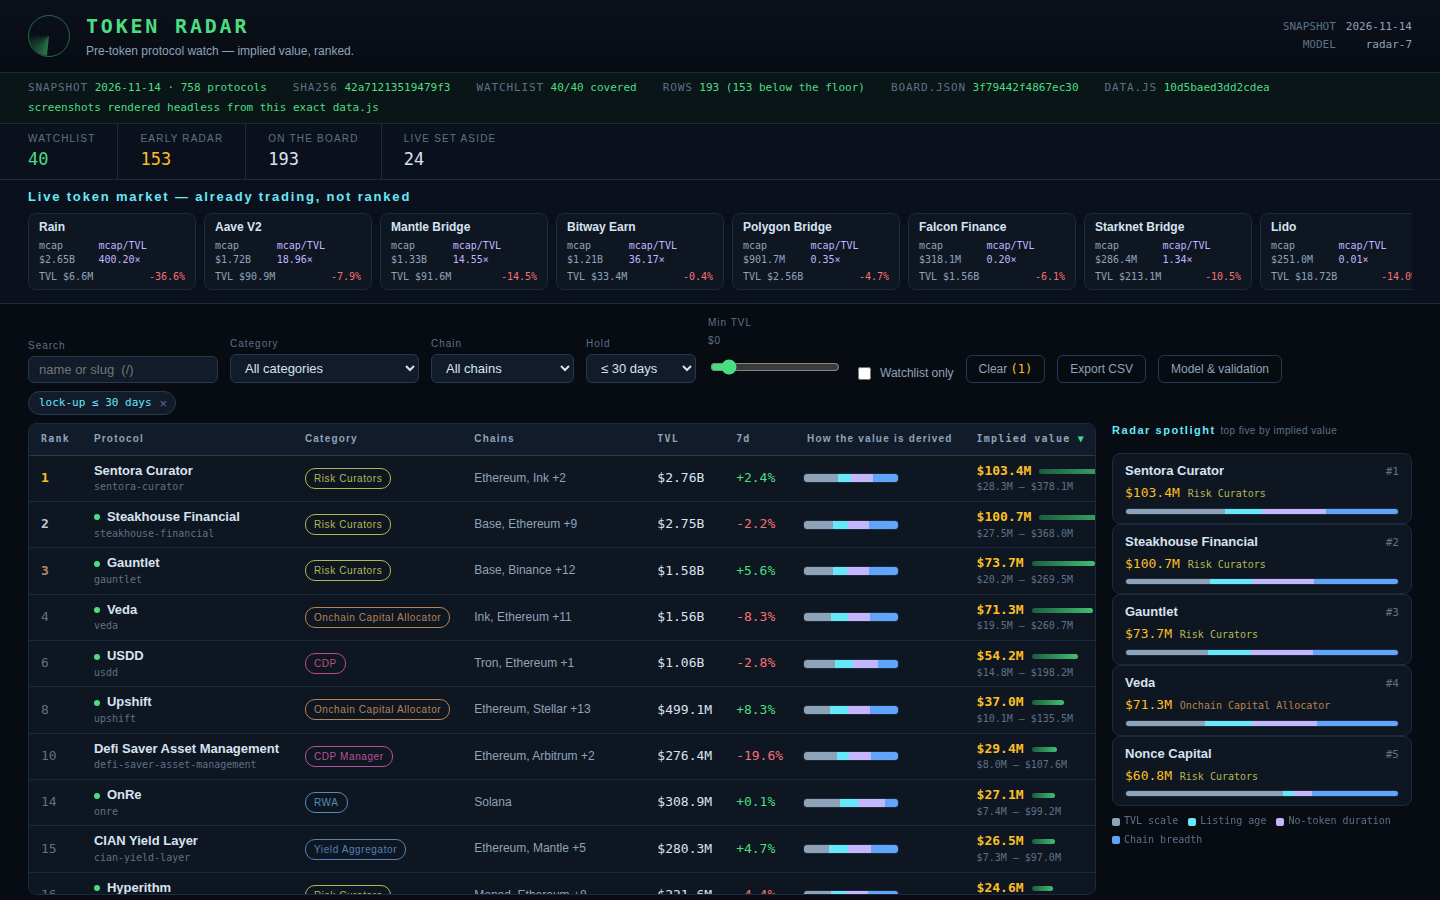 TOKEN RADAR
Pre-token protocol watch — implied value, ranked.
SNAPSHOT 2026-11-14
MODEL radar-7
SNAPSHOT 2026-11-14 · 758 protocols SHA256 42a71213519479f3 WATCHLIST 40/40 covered ROWS 193 (153 below the floor) BOARD.JSON 3f79442f4867ec30 DATA.JS 10d5baed3dd2cdea
screenshots rendered headless from this exact data.js
WATCHLIST EARLY RADAR ON THE BOARD LIVE SET ASIDE
40 153 193 24
Live token market — already trading, not ranked
Rain Aave V2 Mantle Bridge Bitway Earn Polygon Bridge Falcon Finance Starknet Bridge Lido
mcap mcap/TVL mcap mcap/TVL mcap mcap/TVL mcap mcap/TVL mcap mcap/TVL mcap mcap/TVL mcap mcap/TVL mcap mcap/TVL
$2.65B 400.20× $1.72B 18.96× $1.33B 14.55× $1.21B 36.17× $901.7M 0.35× $318.1M 0.20× $286.4M 1.34× $251.0M 0.01×
TVL $6.6M -36.6% TVL $90.9M -7.9% TVL $91.6M -14.5% TVL $33.4M -0.4% TVL $2.56B -4.7% TVL $1.56B -6.1% TVL $213.1M -10.5% TVL $18.72B -14.0%
Min TVL
Search Category Chain Hold $0
name or slug (/) All categories All chains ≤ 30 days Watchlist only Clear (1) Export CSV Model & validation
lock-up ≤ 30 days ×
Rank Protocol Category Chains TVL 7d How the value is derived Implied value ▼
1 Sentora Curator Risk Curators Ethereum, Ink +2 $2.76B +2.4% $103.4M
sentora-curator $28.3M – $378.1M
2 Steakhouse Financial Risk Curators Base, Ethereum +9 $2.75B -2.2% $100.7M
steakhouse-financial $27.5M – $368.0M
3 Gauntlet Risk Curators Base, Binance +12 $1.58B +5.6% $73.7M
gauntlet $20.2M – $269.5M
4 Veda Onchain Capital Allocator Ink, Ethereum +11 $1.56B -8.3% $71.3M
veda $19.5M – $260.7M
6 USDD CDP Tron, Ethereum +1 $1.06B -2.8% $54.2M
usdd $14.8M – $198.2M
8 Upshift Onchain Capital Allocator Ethereum, Stellar +13 $499.1M +8.3% $37.0M
upshift $10.1M – $135.5M
10 Defi Saver Asset Management CDP Manager Ethereum, Arbitrum +2 $276.4M -19.6% $29.4M
defi-saver-asset-management $8.0M – $107.6M
14 OnRe RWA Solana $308.9M +0.1% $27.1M
onre $7.4M – $99.2M
15 CIAN Yield Layer Yield Aggregator Ethereum, Mantle +5 $280.3M +4.7% $26.5M
cian-yield-layer $7.3M – $97.0M
16 Hyperithm Risk Curators Monad, Ethereum +8 $221.6M -4.4% $24.6M
Radar spotlight top five by implied value
Sentora Curator #1
$103.4M Risk Curators
Steakhouse Financial #2
$100.7M Risk Curators
Gauntlet #3
$73.7M Risk Curators
Veda #4
$71.3M Onchain Capital Allocator
Nonce Capital #5
$60.8M Risk Curators
TVL scale Listing age No-token duration
Chain breadth